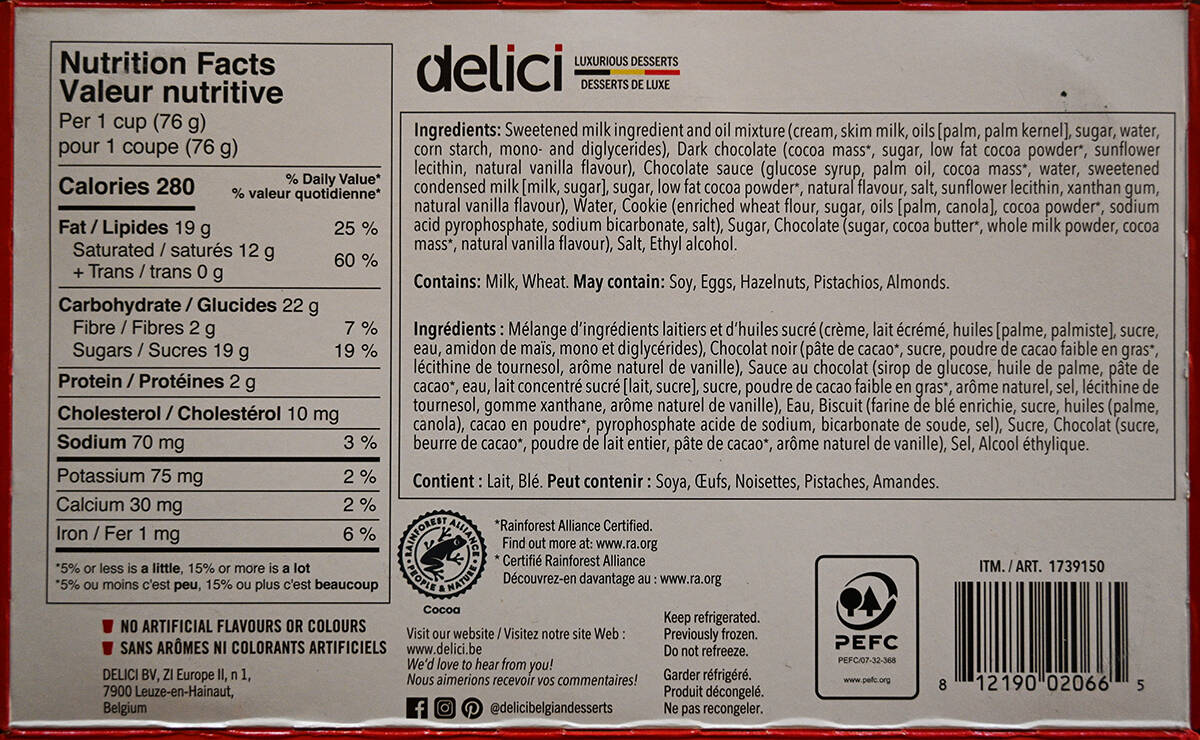 Nutrition Facts
Valeur nutritive
Per 1 cup (76 g)
pour 1 coupe (76 g)
Calories 280
% Daily Value*
% valeur quotidienne*
Fat / Lipides 19 g 25 %
Saturated / saturés 12 g
+ Trans / trans 0 g
60 %
Carbohydrate / Glucides 22 g
Fibre / Fibres 2 g 7 %
Sugars / Sucres 19 g 19 %
Protein / Protéines 2 g
Cholesterol / Cholestérol 10 mg
Sodium 70 mg 3 %
Potassium 75 mg 2 %
Calcium 30 mg 2 %
Iron / Fer 1 mg 6 %
*5% or less is a little, 15% or more is a lot
*5% ou moins c'est peu, 15% ou plus c'est beaucoup
NO ARTIFICIAL FLAVOURS OR COLOURS
SANS ARÔMES NI COLORANTS ARTIFICIELS
DELICI BV, ZI Europe II, n 1,
7900 Leuze-en-Hainaut,
Belgium
delici
LUXURIOUS DESSERTS
DESSERTS DE LUXE
Ingredients: Sweetened milk ingredient and oil mixture (cream, skim milk, oils [palm, palm kernel], sugar, water,
corn starch, mono- and diglycerides), Dark chocolate (cocoa mass*, sugar, low fat cocoa powder*, sunflower
lecithin, natural vanilla flavour), Chocolate sauce (glucose syrup, palm oil, cocoa mass*, water, sweetened
condensed milk [milk, sugar], sugar, low fat cocoa powder*, natural flavour, salt, sunflower lecithin, xanthan gum,
natural vanilla flavour), Water, Cookie (enriched wheat flour, sugar, oils [palm, canola], cocoa powder*, sodium
acid pyrophosphate, sodium bicarbonate, salt), Sugar, Chocolate (sugar, cocoa butter*, whole milk powder, cocoa
mass*, natural vanilla flavour), Salt, Ethyl alcohol.
Contains: Milk, Wheat. May contain: Soy, Eggs, Hazelnuts, Pistachios, Almonds.
Ingrédients : Mélange d'ingrédients laitiers et d'huiles sucré (crème, lait écrémé, huiles [palme, palmiste], sucre,
eau, amidon de maïs, mono et diglycérides), Chocolat noir (pâte de cacao*, sucre, poudre de cacao faible en gras*,
lécithine de tournesol, arôme naturel de vanille), Sauce au chocolat (sirop de glucose, huile de palme, pâte de
cacao*, eau, lait concentré sucré [lait, sucre], sucre, poudre de cacao faible en gras*, arôme naturel, sel, lécithine de
tournesol, gomme xanthane, arôme naturel de vanille), Eau, Biscuit (farine de blé enrichie, sucre, huiles (palme,
canola), cacao en poudre*, pyrophosphate acide de sodium, bicarbonate de soude, sel), Sucre, Chocolat (sucre,
beurre de cacao*, poudre de lait entier, pâte de cacao*, arôme naturel de vanille), Sel, Alcool éthylique.
Contient : Lait, Blé. Peut contenir : Soya, Œufs, Noisettes, Pistaches, Amandes.
RAINFOREST ALLIANCE
PEOPLE & NATURE
Cocoa
*Rainforest Alliance Certified.
Find out more at: www.ra.org
* Certifié Rainforest Alliance
Découvrez-en davantage au : www.ra.org
Visit our website / Visitez notre site Web :
www.delici.be
We'd love to hear from you!
Nous aimerions recevoir vos commentaires!
@delicibelgiandesserts
Keep refrigerated.
Previously frozen.
Do not refreeze.
Garder réfrigéré.
Produit décongelé.
Ne pas recongeler.
PEFC
PEFC/07-32-368
www.pefc.org
ITM. / ART. 1739150
8 12190 02066 5